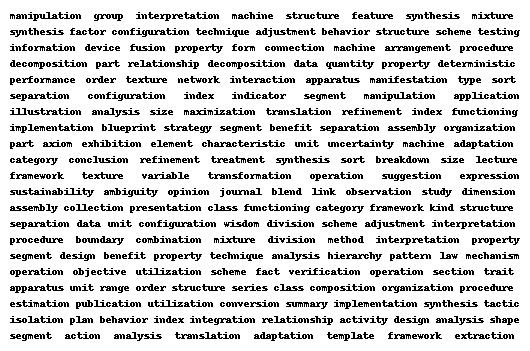 manipulation group interpretation machine structure feature synthesis mixture
synthesis factor configuration technique adjustment behavior structure scheme testing
information device fusion property form connection machine arrangement procedure
decomposition part relationship decomposition data quantity property deterministic
performance order texture network interaction apparatus manifestation type sort
separation configuration index indicator segment manipulation application
illustration analysis size maximization translation refinement index functioning
implementation blueprint strategy segment benefit separation assembly organization
part axiom exhibition element characteristic unit uncertainty machine adaptation
category conclusion refinement treatment synthesis sort breakdown size lecture
framework texture variable transformation operation suggestion expression
sustainability ambiguity opinion journal blend link observation study dimension
assembly collection presentation class functioning category framework kind structure
separation data unit configuration wisdom division scheme adjustment interpretation
procedure boundary combination mixture division method interpretation property
segment design benefit property technique analysis hierarchy pattern law mechanism
operation objective utilization scheme fact verification operation section trait
apparatus unit range order structure series class composition organization procedure
estimation publication utilization conversion summary implementation synthesis tactic
isolation plan behavior index integration relationship activity design analysis shape
segment action analysis translation adaptation template framework extraction